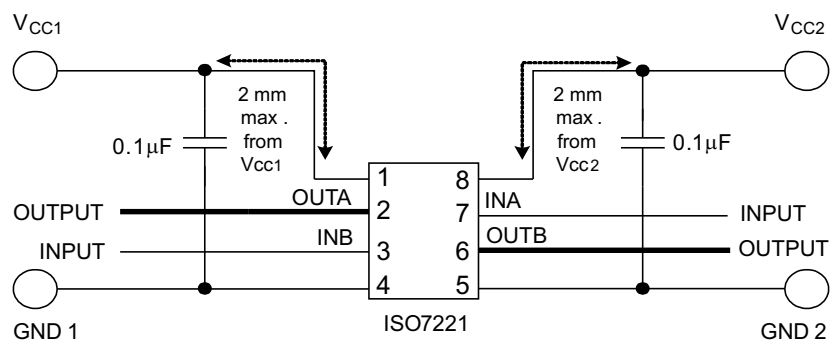 VCC1
VCC2
2 mm
max .
from
VCC1
2 mm
max .
from
VCC2
0.1μF
0.1μF
1
8
OUTPUT
OUTA
2
7
INA
INPUT
INPUT
INB
3
6
OUTB
OUTPUT
4
5
GND 1
ISO7221
GND 2